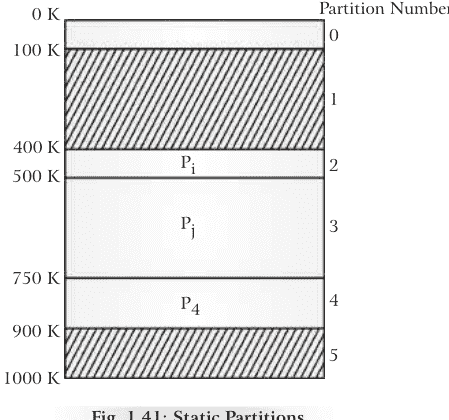 Partition Number
0 K
0
100 K
1
400 K
Pi
2
500 K
Pj
3
750 K
P4
4
900 K
5
1000 K
Fig. 1.41: Static Partitions